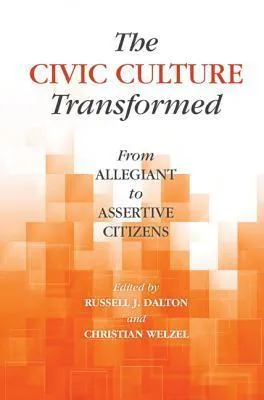 The
CIVIC CULTURE
Transformed
From
ALLEGIANT
to
ASSERTIVE
CITIZENS
Edited by
RUSSELL J. DALTON
and
CHRISTIAN WELZEL